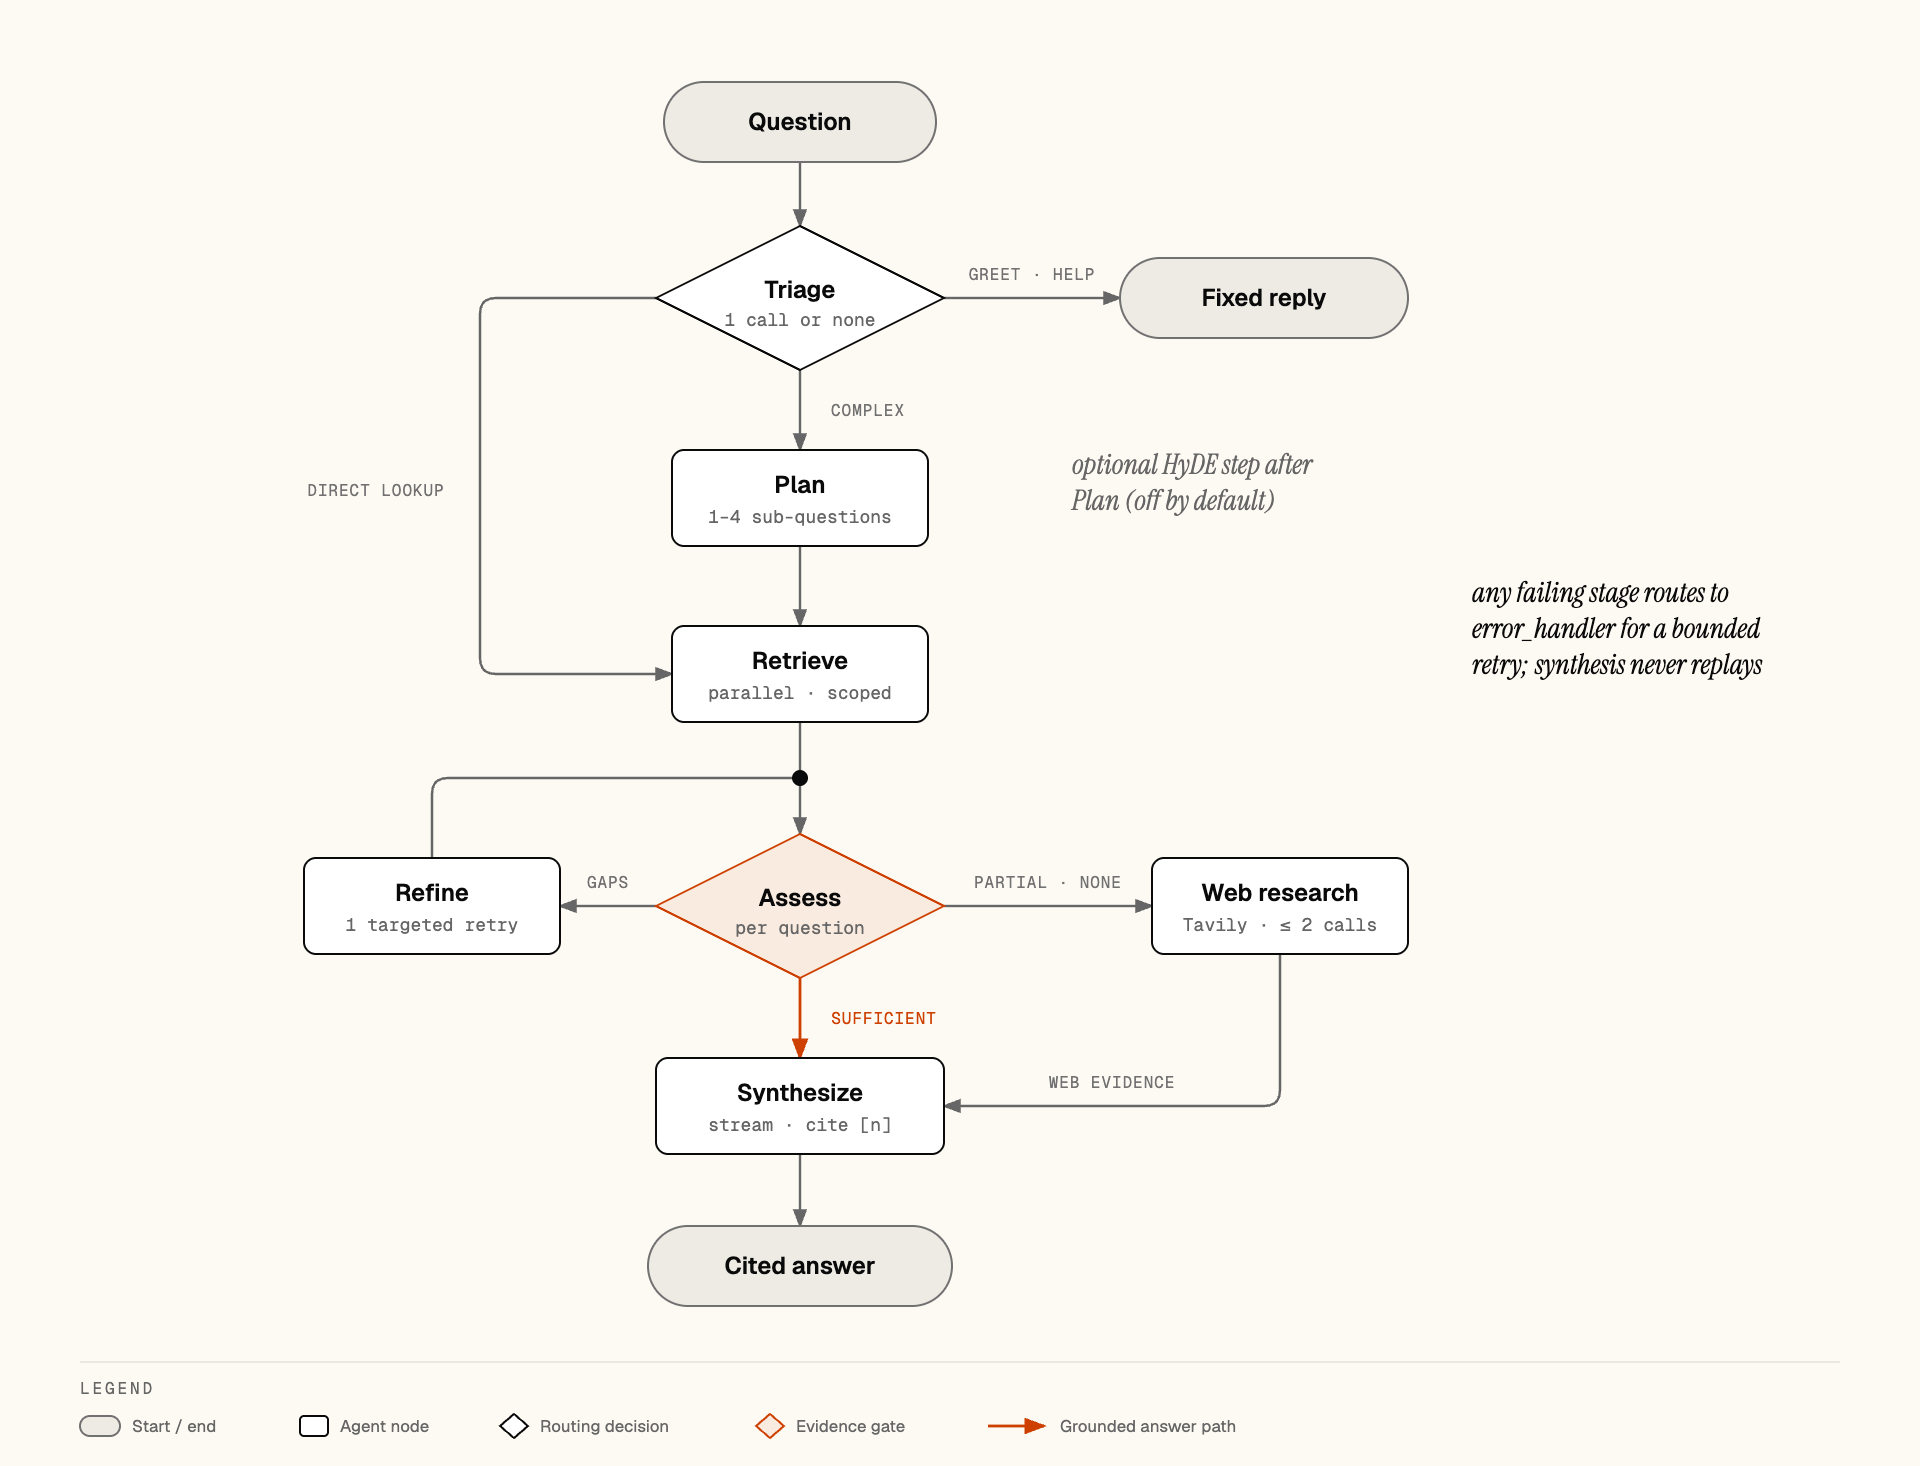 Question
Triage
1 call or none
GREET · HELP
Fixed reply
COMPLEX
DIRECT LOOKUP
Plan
1–4 sub-questions
optional HyDE step after
Plan (off by default)
any failing stage routes to
error_handler for a bounded
retry; synthesis never replays
Retrieve
parallel · scoped
Refine
1 targeted retry
GAPS
Assess
per question
PARTIAL · NONE
Web research
Tavily · ≤ 2 calls
SUFFICIENT
Synthesize
stream · cite [n]
WEB EVIDENCE
Cited answer
LEGEND
Start / end
Agent node
Routing decision
Evidence gate
Grounded answer path